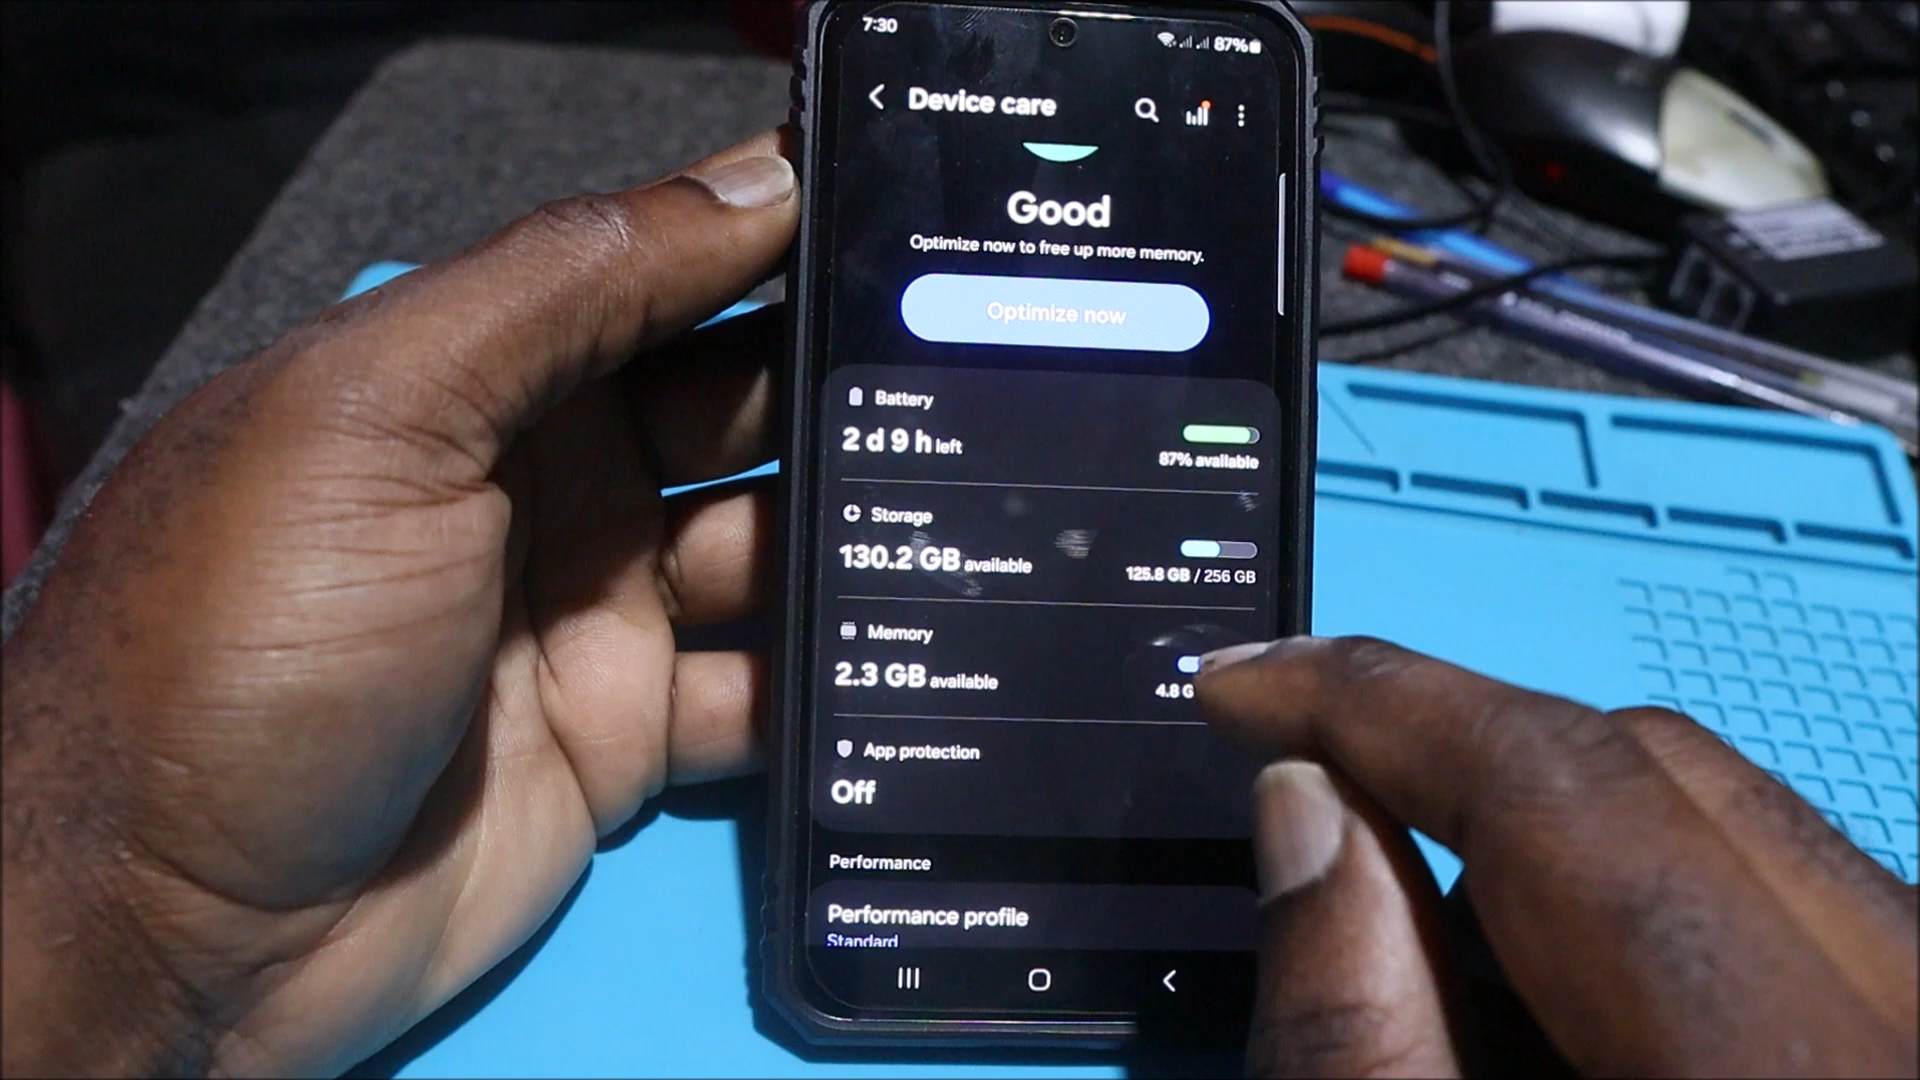 7:30
87%
Device care
Good
Optimize now to free up more memory.
Optimize now
Battery
2 d 9 h left
87% available
Storage
130.2 GB available
125.8 GB / 256 GB
Memory
2.3 GB available
4.8 G
App protection
Off
Performance
Performance profile
Standard